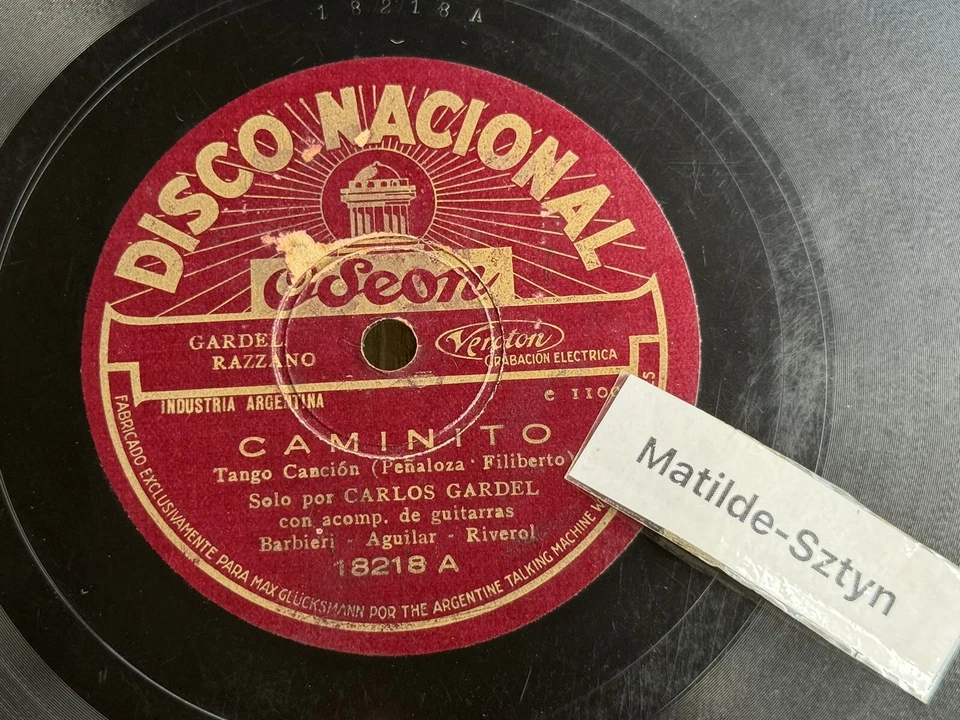 18218 A
DISCO NACIONAL
Odeon
GARDEL
RAZZANO
Veroton
GRABACIÓN ELECTRICA
INDUSTRIA ARGENTINA
e 1100
CAMINITO
Tango Canción (Peñaloza · Filiberto)
Solo por CARLOS GARDEL
con acomp. de guitarras
Barbieri - Aguilar - Riverol
18218 A
FABRICADO EXCLUSIVAMENTE PARA MAX GLÜCKSMANN POR THE ARGENTINE TALKING MACHINE W
Matilde-Sztyn